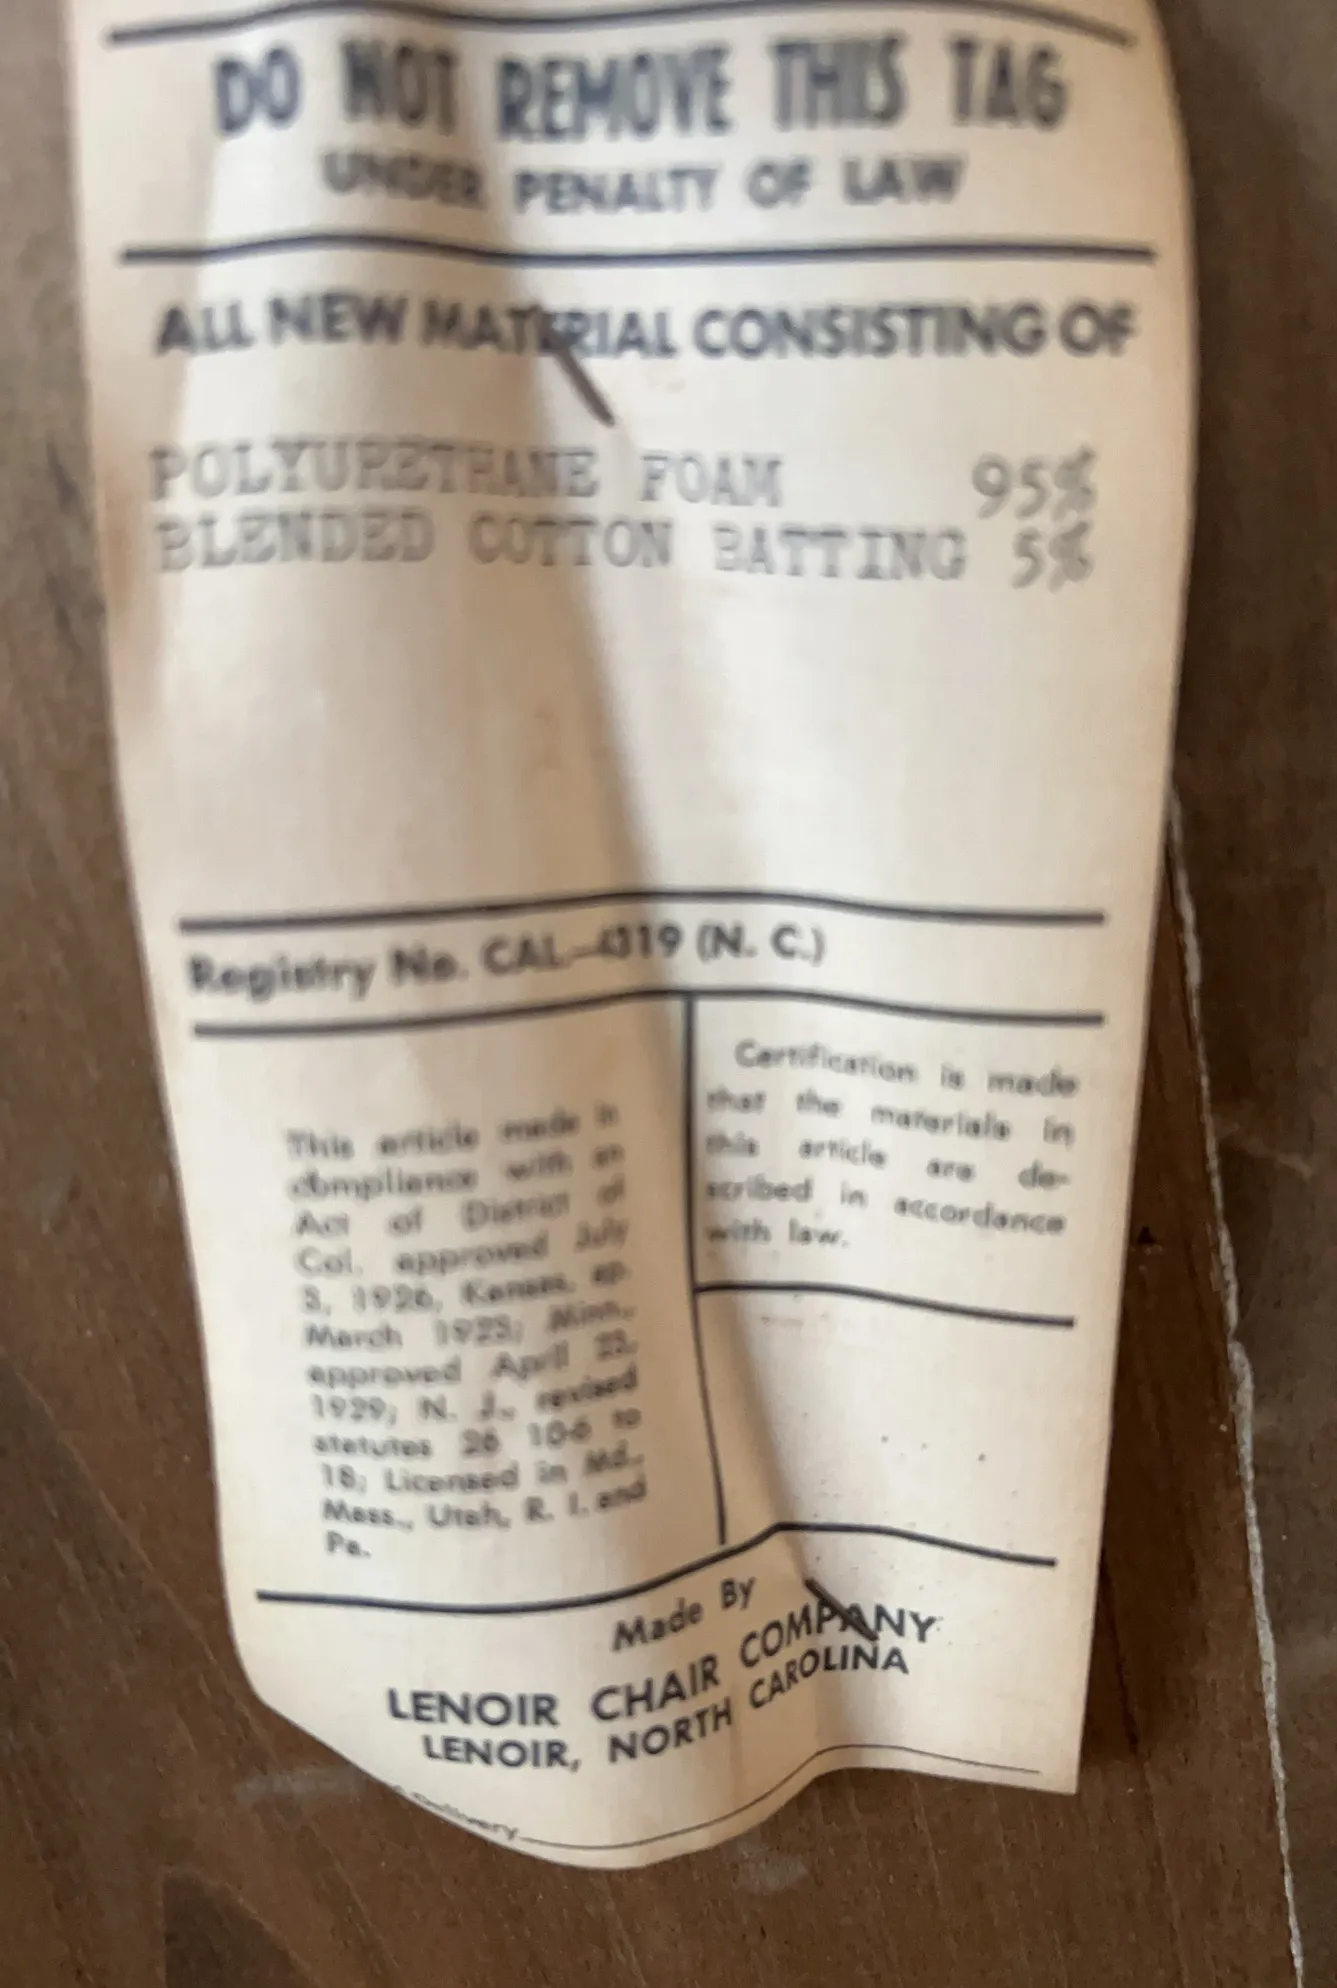 DO NOT REMOVE THIS TAG
UNDER PENALTY OF LAW
ALL NEW MATERIAL CONSISTING OF
POLYURETHANE FOAM 95%
BLENDED COTTON BATTING 5%
Registry No. CAL-4319 (N. C.)
This article made in
compliance with an
Act of District of
Col. approved July
3, 1926, Kansas, ap.
March 1923; Minn.,
approved April 23,
1929; N. J., revised
statutes 26 10-6 to
18; Licensed in Md.,
Mass., Utah, R. I. and
Pa.
Certification is made
that the materials in
this article are de-
scribed in accordance
with law.
Made By
LENOIR CHAIR COMPANY
LENOIR, NORTH CAROLINA
Delivery